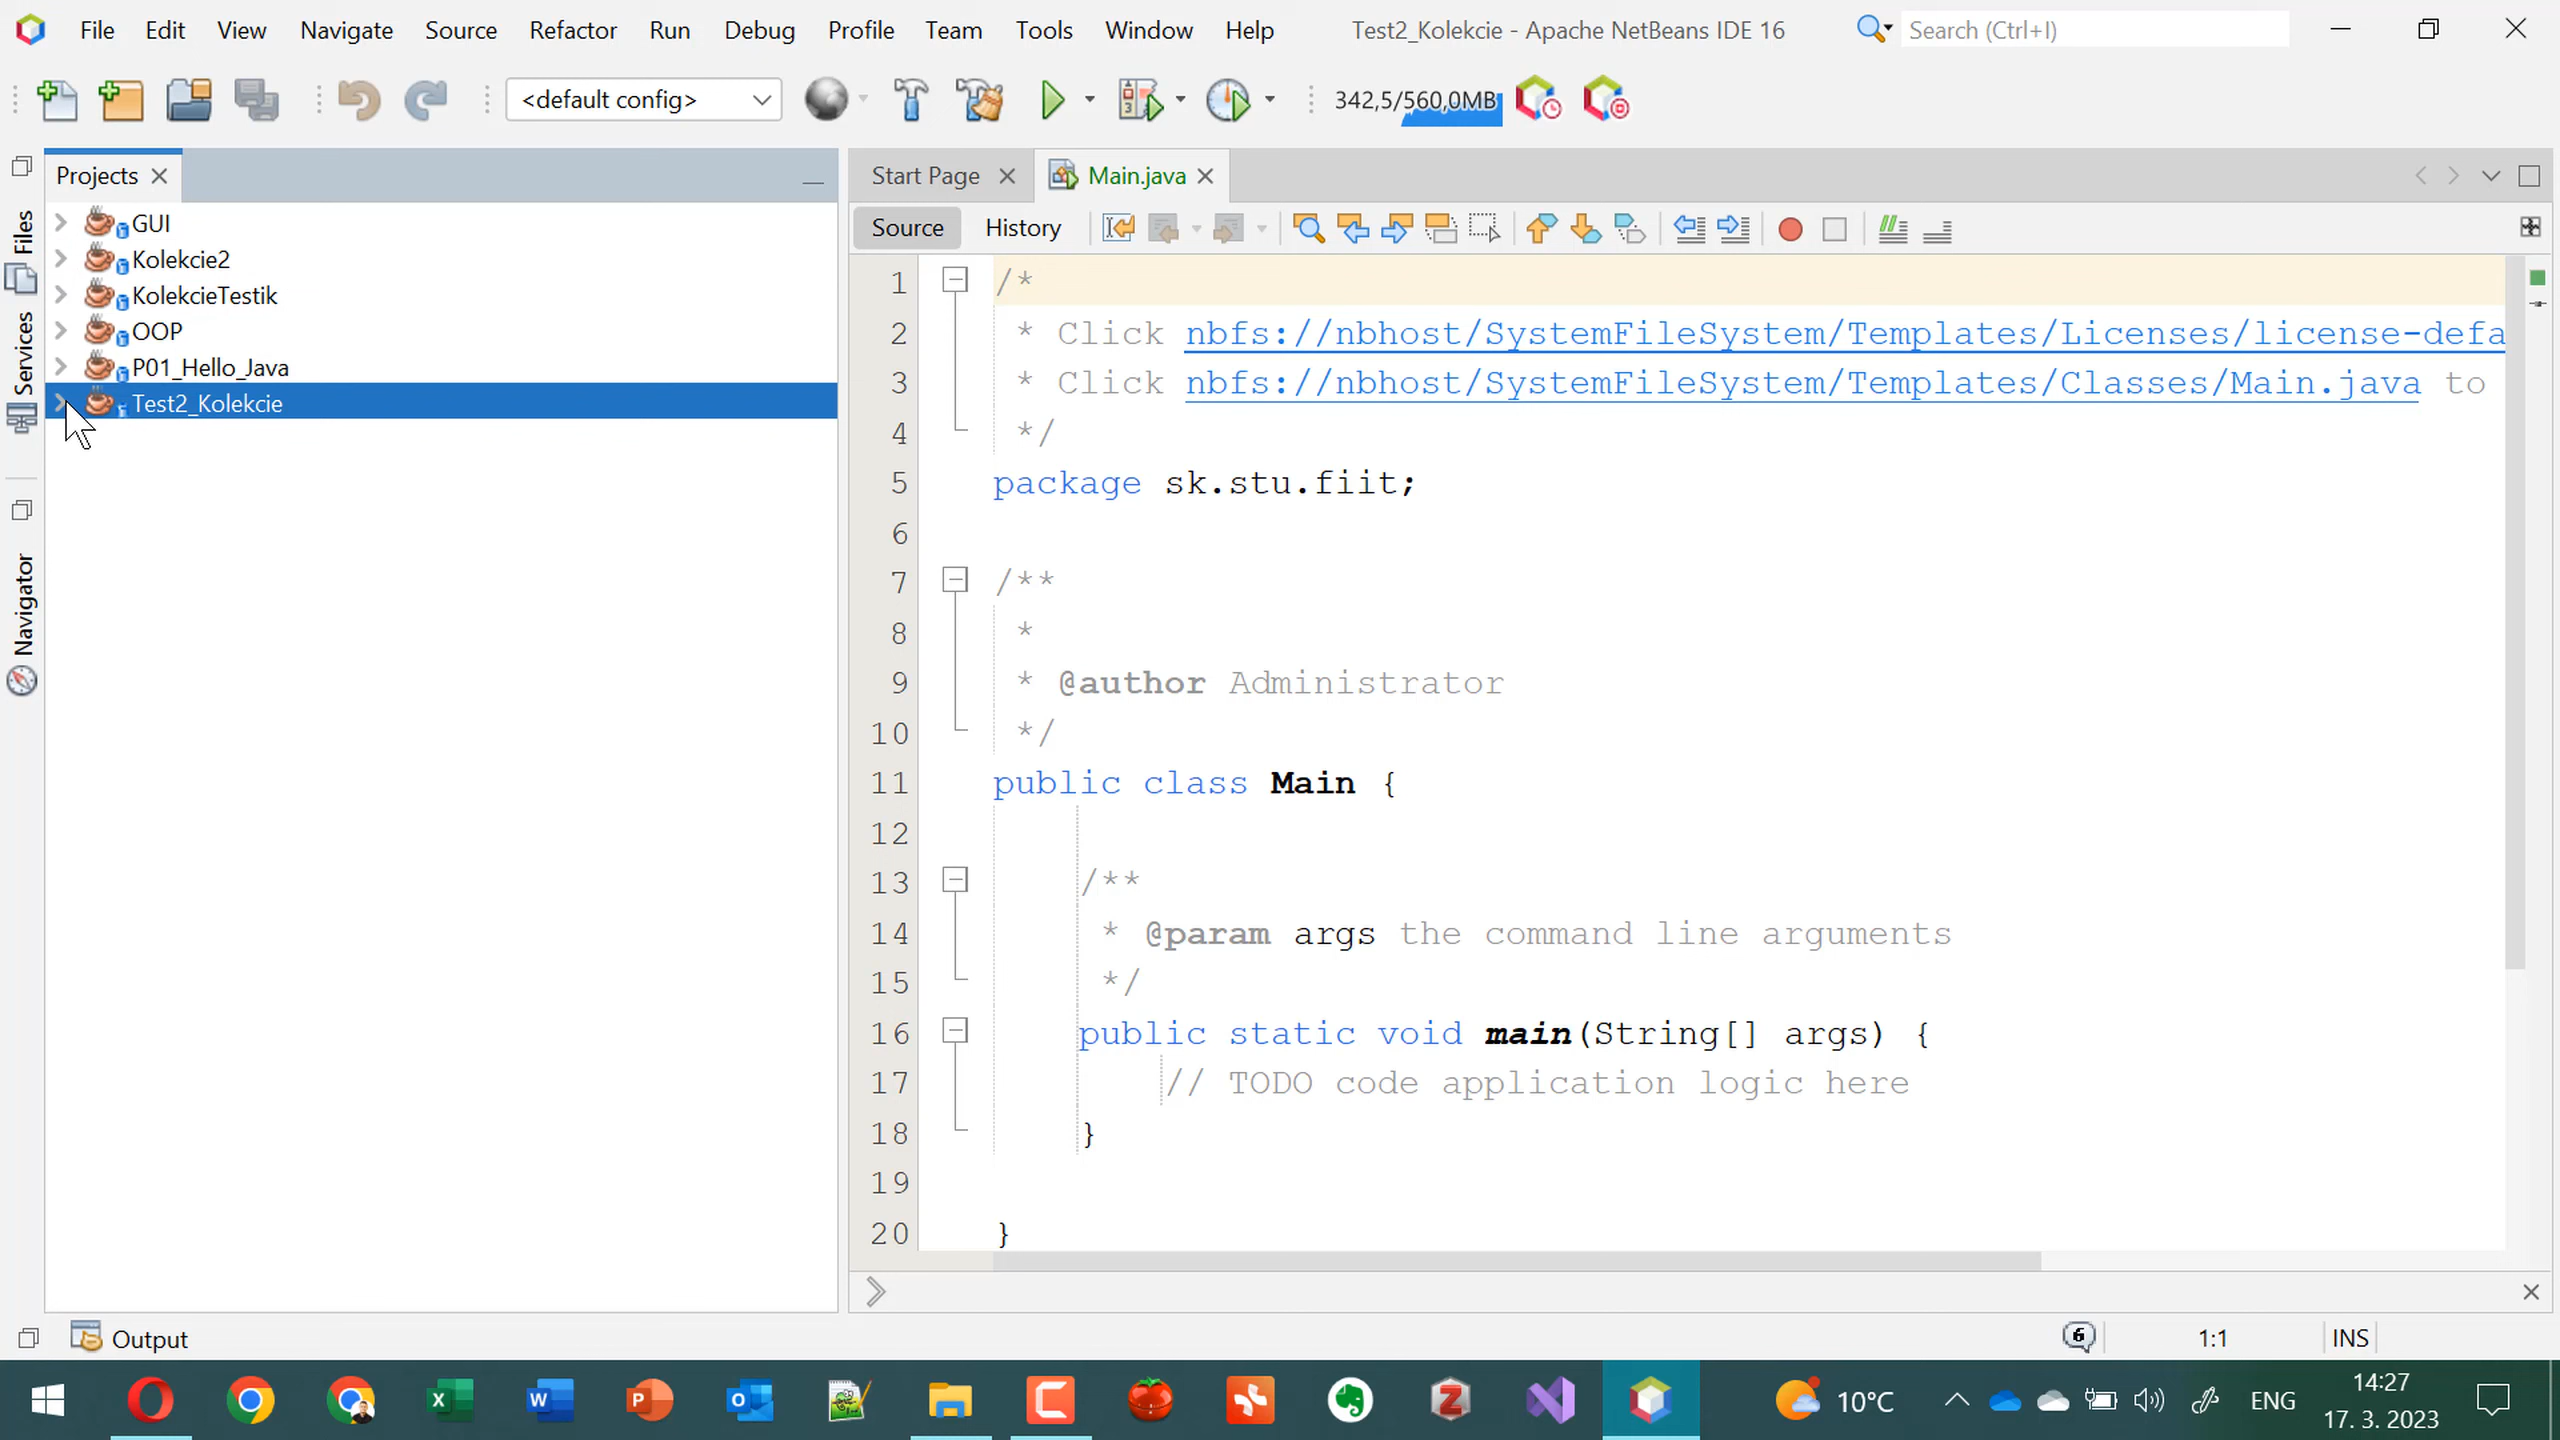 File Edit View Navigate Source Refactor Run Debug Profile Team Tools Window Help Test2_Kolekcie - Apache NetBeans IDE 16 Search (Ctrl+I)
<default config> 342,5/560,0MB
Projects
GUI
Kolekcie2
KolekcieTestik
OOP
P01_Hello_Java
Test2_Kolekcie
Files
Services
Navigator
Start Page Main.java
Source History
1 /*
2 * Click nbfs://nbhost/SystemFileSystem/Templates/Licenses/license-defa
3 * Click nbfs://nbhost/SystemFileSystem/Templates/Classes/Main.java to
4 */
5 package sk.stu.fiit;
6
7 /**
8 *
9 * @author Administrator
10 */
11 public class Main {
12
13 /**
14 * @param args the command line arguments
15 */
16 public static void main(String[] args) {
17 // TODO code application logic here
18 }
19
20 }
Output 6 1:1 INS
10°C ENG 14:27
17. 3. 2023